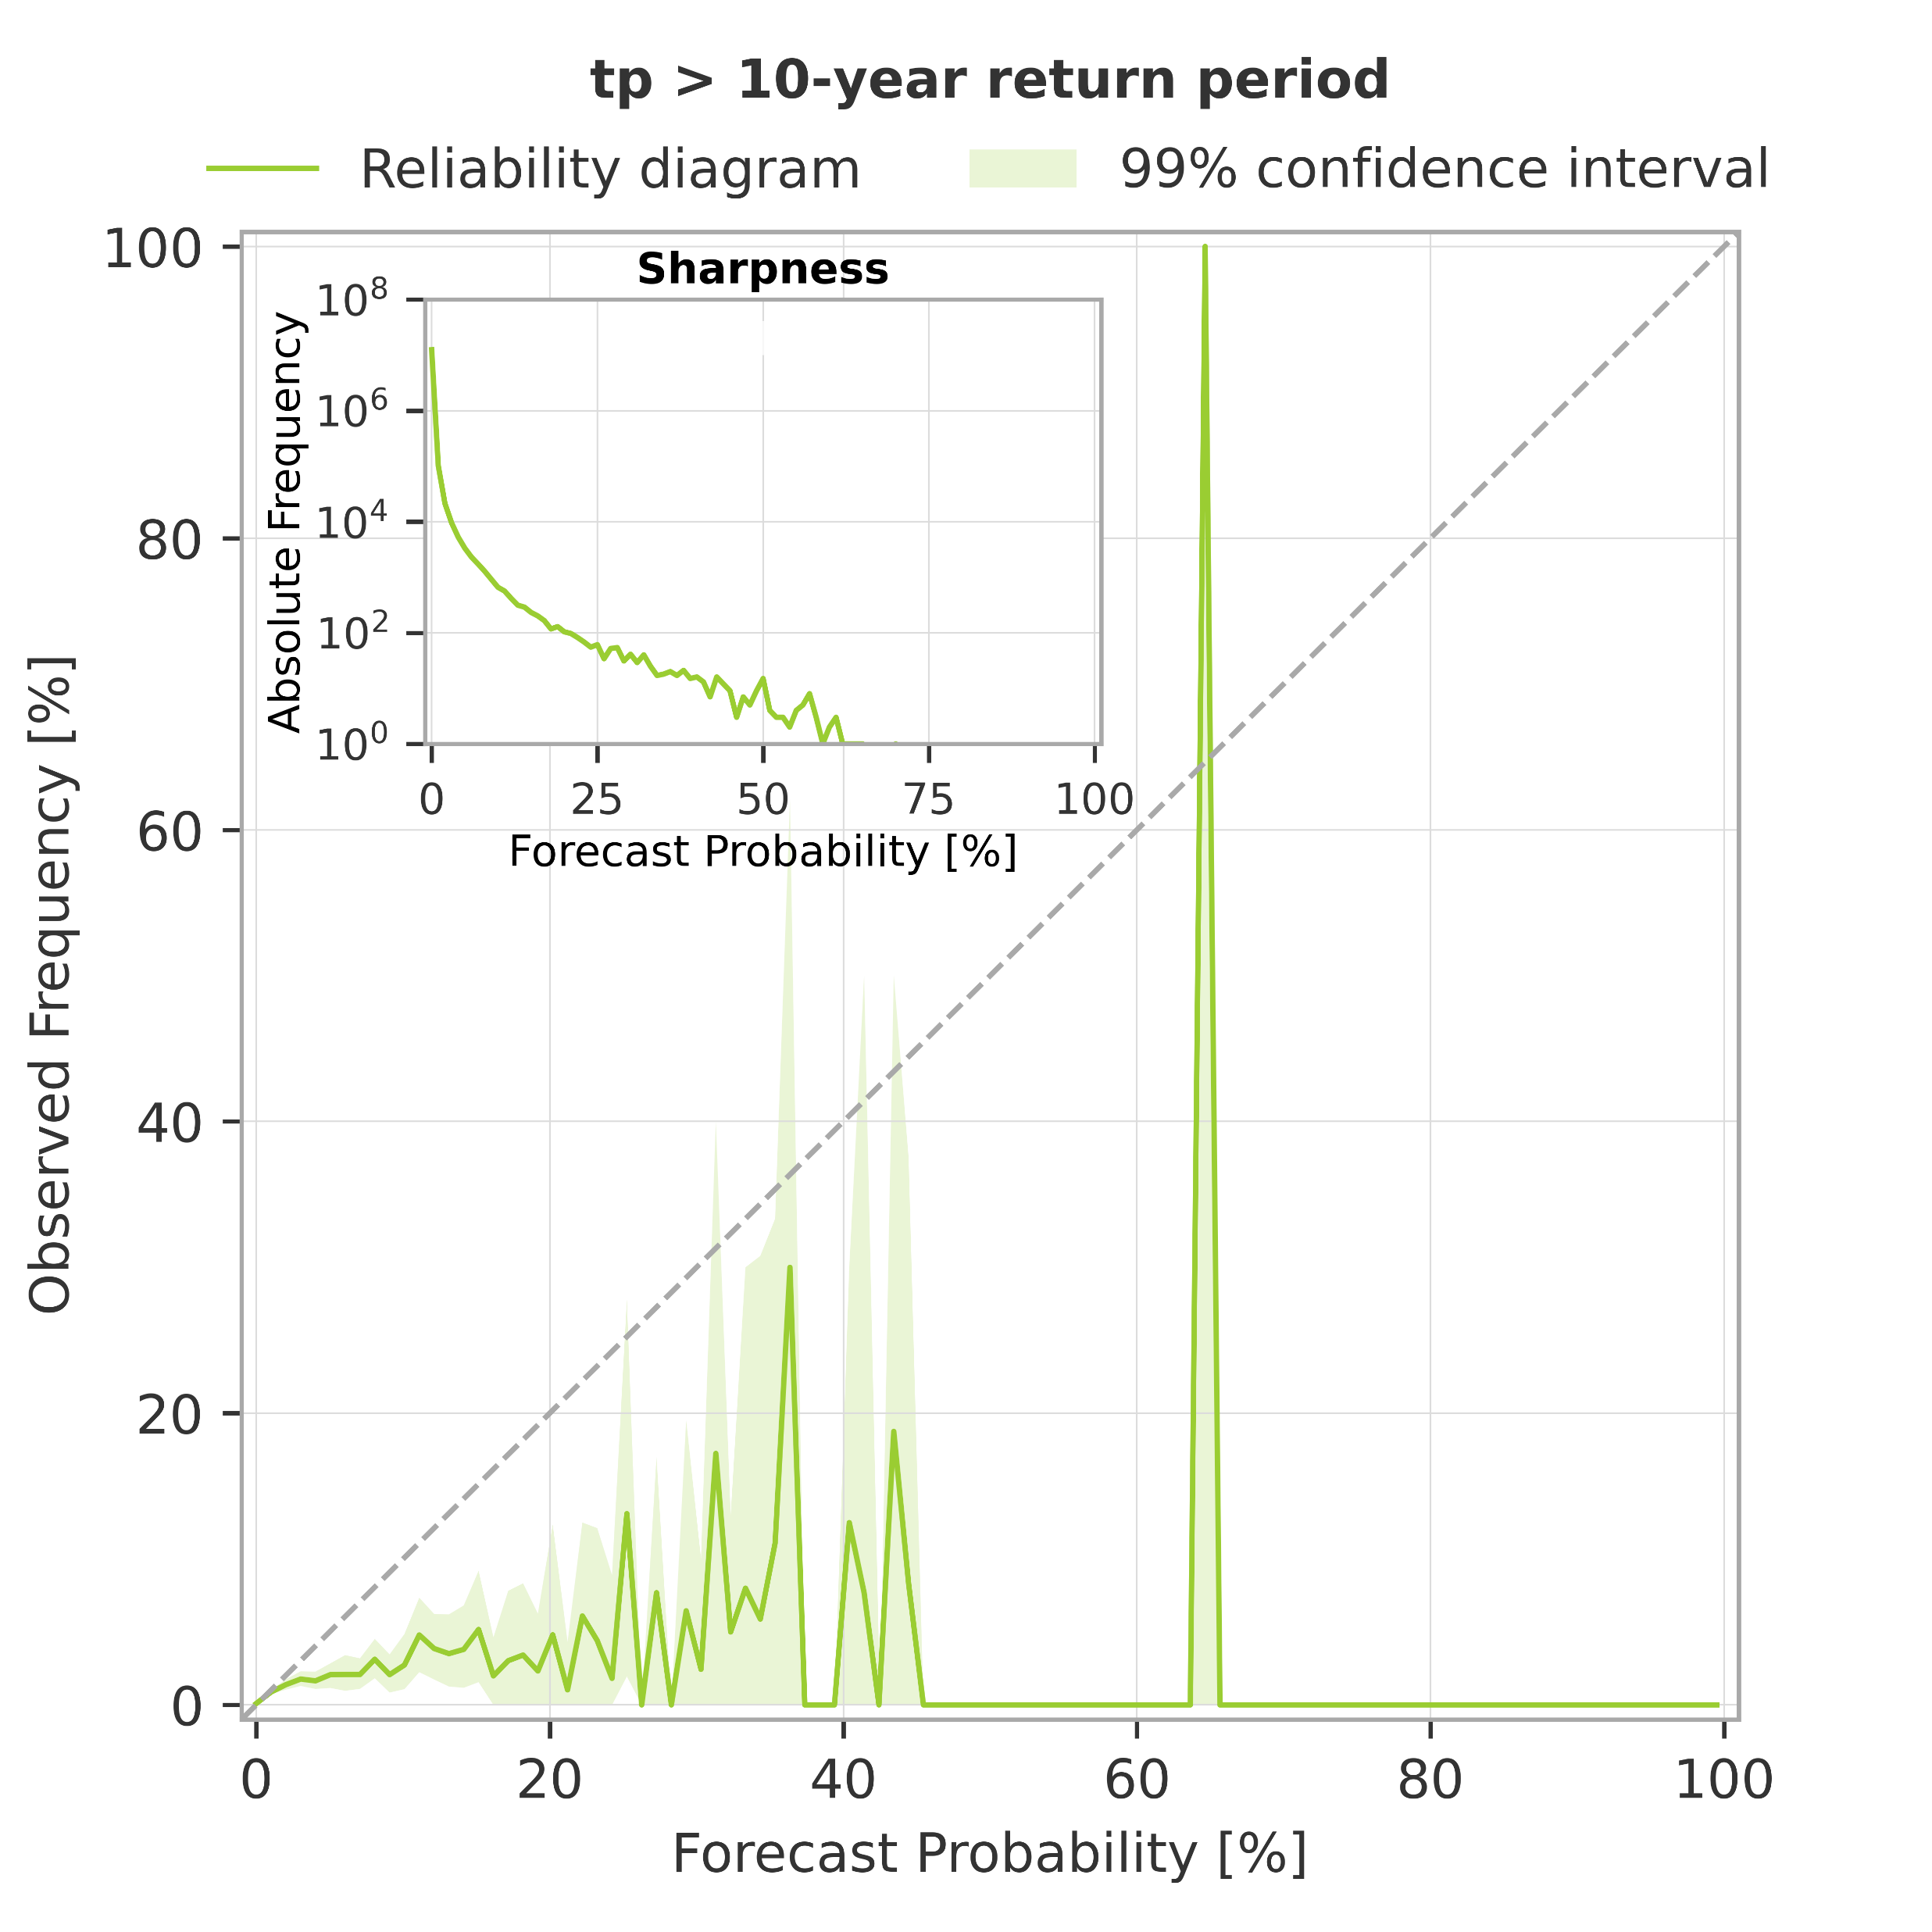 tp > 10-year return period
Reliability diagram
99% confidence interval
Sharpness
Absolute Frequency
10^8
10^6
10^4
10^2
10^0
0 25 50 75 100
Forecast Probability [%]
Observed Frequency [%]
100
80
60
40
20
0
0 20 40 60 80 100
Forecast Probability [%]